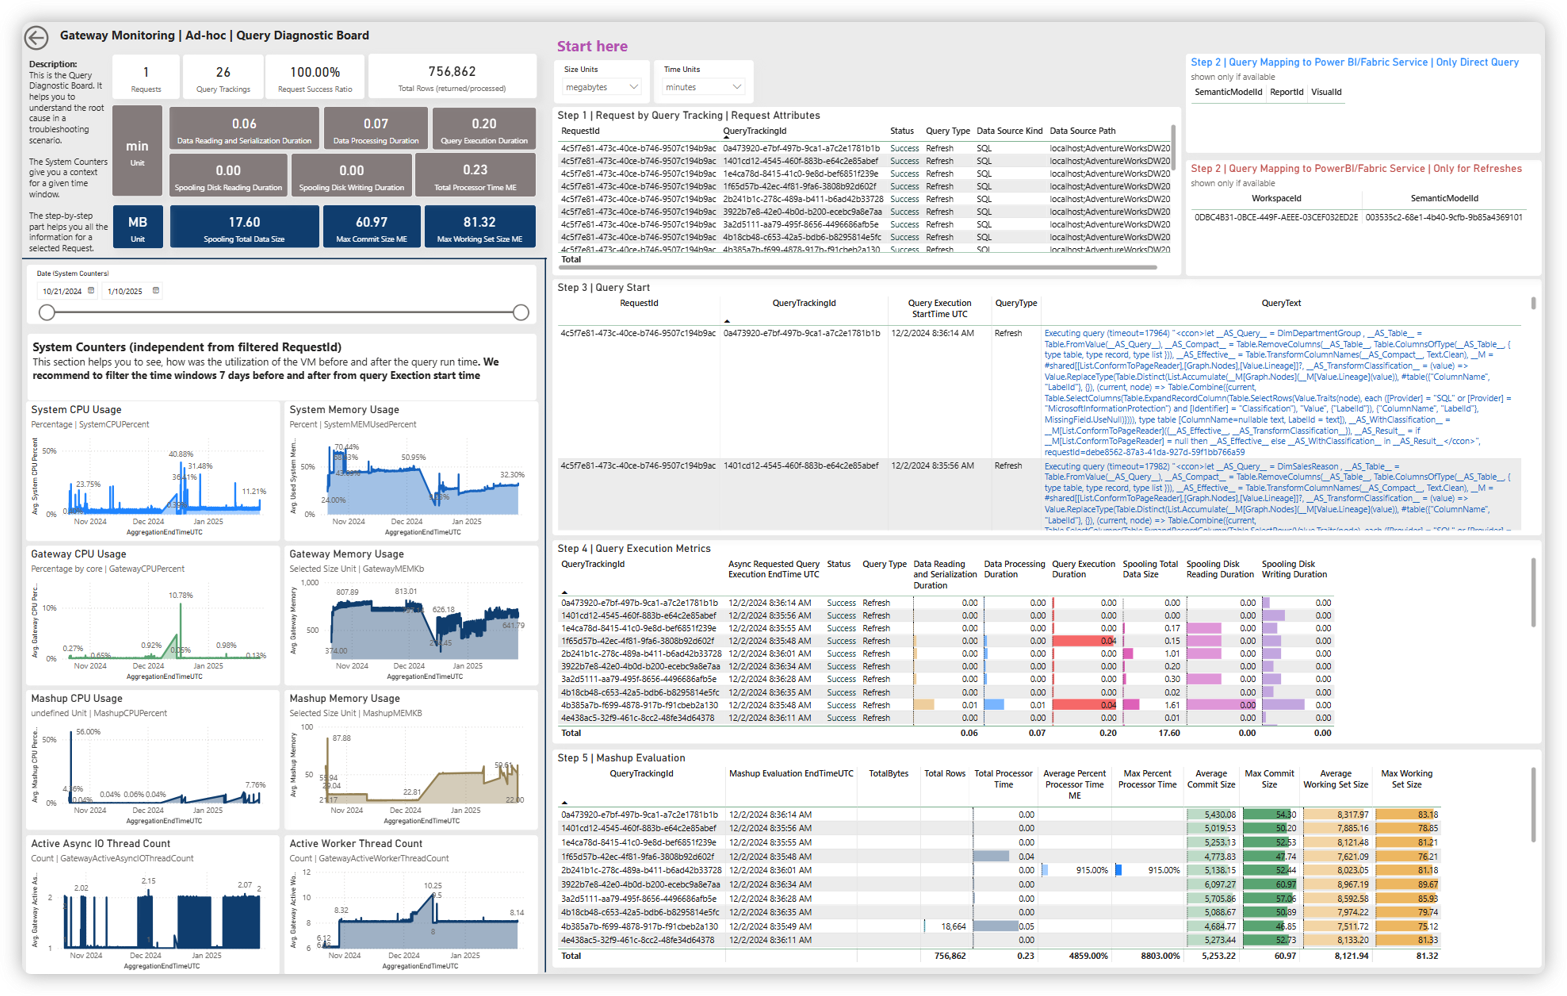 Gateway Monitoring | Ad-hoc | Query Diagnostic Board
Description:
This is the Query
Diagnostic Board. It
helps you to
understand the root
cause in a
troubleshooting
scenario.
The System Counters
give you a context
for a given time
window.
The step-by-step
part helps you all the
information for a
selected Request.
1
Requests
26
Query Trackings
100.00%
Request Success Ratio
756,862
Total Rows (returned/processed)
min
Unit
0.06
Data Reading and Serialization Duration
0.07
Data Processing Duration
0.20
Query Execution Duration
0.00
Spooling Disk Reading Duration
0.00
Spooling Disk Writing Duration
0.23
Total Processor Time ME
MB
Unit
17.60
Spooling Total Data Size
60.97
Max Commit Size ME
81.32
Max Working Set Size ME
Date (System Counters)
10/21/2024 1/10/2025
System Counters (independent from filtered RequestId)
This section helps you to see, how was the utilization of the VM before and after the query run time. We
recommend to filter the time windows 7 days before and after from query Exection start time
System CPU Usage
Percentage | SystemCPUPercent
Avg. System CPU Percent
50%
0%
23.75%
40.88%
31.48%
11.21%
Nov 2024 Dec 2024 Jan 2025
AggregationEndTimeUTC
System Memory Usage
Percent | SystemMEMUsedPercent
Avg. Used System Mem...
50%
0%
70.44%
24.00%
50.95%
32.30%
Nov 2024 Dec 2024 Jan 2025
AggregationEndTimeUTC
Gateway CPU Usage
Percentage by core | GatewayCPUPercent
Avg. Gateway CPU Perc...
10%
0%
0.27%
0.65%
0.92%
10.78%
0.05%
0.98%
0.13%
Nov 2024 Dec 2024 Jan 2025
AggregationEndTimeUTC
Gateway Memory Usage
Selected Size Unit | GatewayMEMKb
Avg. Gateway Memory
1,000
500
807.89
813.01
626.18
374.00
641.79
Nov 2024 Dec 2024 Jan 2025
AggregationEndTimeUTC
Mashup CPU Usage
undefined Unit | MashupCPUPercent
Avg. Mashup CPU Perce...
50%
0%
56.00%
0.04%
0.04% 0.06% 0.04%
7.76%
Nov 2024 Dec 2024 Jan 2025
AggregationEndTimeUTC
Mashup Memory Usage
Selected Size Unit | MashupMEMKB
Avg. Mashup Memory
100
50
87.88
55.94
29.04
21.17
22.81
59.61
22.00
Nov 2024 Dec 2024 Jan 2025
AggregationEndTimeUTC
Active Async IO Thread Count
Count | GatewayActiveAsyncIOThreadCount
Avg. Gateway Active As...
2
1
2.02
2.15
2.07
2
Nov 2024 Dec 2024 Jan 2025
AggregationEndTimeUTC
Active Worker Thread Count
Count | GatewayActiveWorkerThreadCount
Avg. Gateway Active Wo...
12
10
8
6
6.12
8.32
10.25
9.5
8
8.14
Nov 2024 Dec 2024 Jan 2025
AggregationEndTimeUTC
Start here
Size Units
megabytes
Time Units
minutes
Step 1 | Request by Query Tracking | Request Attributes
RequestId QueryTrackingId Status Query Type Data Source Kind Data Source Path
4c5f7e81-473c-40ce-b746-9507c194b9ac 0a473920-e7bf-497b-9ca1-a7c2e1781b1b Success Refresh SQL localhost;AdventureWorksDW20
4c5f7e81-473c-40ce-b746-9507c194b9ac 1401cd12-4545-460f-883b-e64c2e85abef Success Refresh SQL localhost;AdventureWorksDW20
4c5f7e81-473c-40ce-b746-9507c194b9ac 1e4ca78d-8415-41c0-9e8d-bef6851f239e Success Refresh SQL localhost;AdventureWorksDW20
4c5f7e81-473c-40ce-b746-9507c194b9ac 1f65d57b-42ec-4f81-9fa6-3808b92d602f Success Refresh SQL localhost;AdventureWorksDW20
4c5f7e81-473c-40ce-b746-9507c194b9ac 2b241b1c-684c-489a-b411-b6ad42b33728 Success Refresh SQL localhost;AdventureWorksDW20
4c5f7e81-473c-40ce-b746-9507c194b9ac 3922b7e8-42e0-4b0d-b200-ecebc9a8e7aa Success Refresh SQL localhost;AdventureWorksDW20
4c5f7e81-473c-40ce-b746-9507c194b9ac 3a2d5111-aa79-495f-8656-4496686afb5e Success Refresh SQL localhost;AdventureWorksDW20
4c5f7e81-473c-40ce-b746-9507c194b9ac 4b18cb48-c653-42a5-bdb6-b8295814e5fc Success Refresh SQL localhost;AdventureWorksDW20
4c5f7e81-473c-40ce-b746-9507c194b9ac 4b385a7b-f699-4878-917b-f91cbeb2a130 Success Refresh SQL localhost;AdventureWorksDW20
Total
Step 2 | Query Mapping to Power BI/Fabric Service | Only Direct Query
shown only if available
SemanticModelId ReportId VisualId
Step 2 | Query Mapping to PowerBI/Fabric Service | Only for Refreshes
shown only if available
WorkspaceId SemanticModelId
0DBC4B31-0BCE-449F-AEEE-03CEF032ED2E 003535c2-68e1-4b40-9cfb-9b85a4369101
Step 3 | Query Start
RequestId QueryTrackingId Query Execution StartTime UTC QueryType QueryText
4c5f7e81-473c-40ce-b746-9507c194b9ac 0a473920-e7bf-497b-9ca1-a7c2e1781b1b 12/2/2024 8:36:14 AM Refresh
Executing query (timeout=17964) "<ccon>let __AS_Query__ = DimDepartmentGroup , __AS_Table__ =
Table.FromValue(__AS_Query__), __AS_Compact__ = Table.RemoveColumns(__AS_Table__, Table.ColumnsOfType(__AS_Table__, {
type table, type record, type list })), __AS_Effective__ = Table.TransformColumnNames(__AS_Compact__, Text.Clean), __M =
#shared[[List.ConformToPageReader],[Graph.Nodes],[Value.Lineage]]?, __AS_TransformClassification__ = (value) =>
Value.ReplaceType(Table.Distinct(List.Accumulate(__M[Graph.Nodes](__M[Value.Lineage](value)), #table({"ColumnName",
"LabelId"}, {}), (current, node) => Table.Combine({current,
Table.SelectColumns(Table.ExpandRecordColumn(Table.SelectRows(Value.Traits(node), each ([Provider] = "SQL" or [Provider] =
"MicrosoftInformationProtection") and [Identifier] = "Classification"), "Value", {"LabelId"}), {"ColumnName", "LabelId"},
MissingField.UseNull)}))), type table [ColumnName=nullable text, LabelId = text]), __AS_WithClassification__ =
__M[List.ConformToPageReader](__AS_Effective__, __AS_TransformClassification__), __AS_Result__ = if
__M[List.ConformToPageReader] = null then __AS_Effective__ else __AS_WithClassification__ in __AS_Result__</ccon>",
requestId=debe8562-87a3-41da-927d-59f1bb766a59
4c5f7e81-473c-40ce-b746-9507c194b9ac 1401cd12-4545-460f-883b-e64c2e85abef 12/2/2024 8:35:56 AM Refresh
Executing query (timeout=17982) "<ccon>let __AS_Query__ = DimSalesReason , __AS_Table__ =
Table.FromValue(__AS_Query__), __AS_Compact__ = Table.RemoveColumns(__AS_Table__, Table.ColumnsOfType(__AS_Table__, {
type table, type record, type list })), __AS_Effective__ = Table.TransformColumnNames(__AS_Compact__, Text.Clean), __M =
#shared[[List.ConformToPageReader],[Graph.Nodes],[Value.Lineage]]?, __AS_TransformClassification__ = (value) =>
Value.ReplaceType(Table.Distinct(List.Accumulate(__M[Graph.Nodes](__M[Value.Lineage](value)), #table({"ColumnName",
"LabelId"}, {}), (current, node) => Table.Combine({current,
Step 4 | Query Execution Metrics
QueryTrackingId Async Requested Query Execution EndTime UTC Status Query Type Data Reading and Serialization Duration Data Processing Duration Query Execution Duration Spooling Total Data Size Spooling Disk Reading Duration Spooling Disk Writing Duration
0a473920-e7bf-497b-9ca1-a7c2e1781b1b 12/2/2024 8:36:14 AM Success Refresh 0.00 0.00 0.00 0.00 0.00 0.00
1401cd12-4545-460f-883b-e64c2e85abef 12/2/2024 8:35:56 AM Success Refresh 0.00 0.00 0.00 0.00 0.00 0.00
1e4ca78d-8415-41c0-9e8d-bef6851f239e 12/2/2024 8:35:55 AM Success Refresh 0.00 0.00 0.00 0.17 0.00 0.00
1f65d57b-42ec-4f81-9fa6-3808b92d602f 12/2/2024 8:35:48 AM Success Refresh 0.00 0.00 0.04 0.15 0.00 0.00
2b241b1c-684c-489a-b411-b6ad42b33728 12/2/2024 8:36:01 AM Success Refresh 0.00 0.00 0.00 1.01 0.00 0.00
3922b7e8-42e0-4b0d-b200-ecebc9a8e7aa 12/2/2024 8:36:34 AM Success Refresh 0.00 0.00 0.00 0.20 0.00 0.00
3a2d5111-aa79-495f-8656-4496686afb5e 12/2/2024 8:36:28 AM Success Refresh 0.00 0.00 0.00 0.30 0.00 0.00
4b18cb48-c653-42a5-bdb6-b8295814e5fc 12/2/2024 8:36:35 AM Success Refresh 0.00 0.00 0.00 0.02 0.00 0.00
4b385a7b-f699-4878-917b-f91cbeb2a130 12/2/2024 8:35:48 AM Success Refresh 0.01 0.01 0.04 1.61 0.00 0.00
4e438ac5-32f9-461c-8cc2-48fe34d64378 12/2/2024 8:36:11 AM Success Refresh 0.00 0.00 0.00 0.01 0.00 0.00
Total 0.06 0.07 0.20 17.60 0.00 0.00
Step 5 | Mashup Evaluation
QueryTrackingId Mashup Evaluation EndTimeUTC TotalBytes Total Rows Total Processor Time Average Percent Processor Time ME Max Percent Processor Time Average Commit Size Max Commit Size Average Working Set Size Max Working Set Size
0a473920-e7bf-497b-9ca1-a7c2e1781b1b 12/2/2024 8:36:14 AM 0.00 5,430.08 54.30 8,317.97 83.18
1401cd12-4545-460f-883b-e64c2e85abef 12/2/2024 8:35:56 AM 0.00 5,019.53 50.20 7,885.16 78.85
1e4ca78d-8415-41c0-9e8d-bef6851f239e 12/2/2024 8:35:55 AM 0.00 5,253.13 52.53 8,121.48 81.21
1f65d57b-42ec-4f81-9fa6-3808b92d602f 12/2/2024 8:35:48 AM 0.04 4,773.83 47.74 7,621.09 76.21
2b241b1c-684c-489a-b411-b6ad42b33728 12/2/2024 8:36:01 AM 0.00 915.00% 915.00% 5,138.15 52.44 8,023.05 81.18
3922b7e8-42e0-4b0d-b200-ecebc9a8e7aa 12/2/2024 8:36:34 AM 0.00 6,097.27 60.97 8,967.19 89.67
3a2d5111-aa79-495f-8656-4496686afb5e 12/2/2024 8:36:28 AM 0.00 5,705.86 57.06 8,592.58 85.93
4b18cb48-c653-42a5-bdb6-b8295814e5fc 12/2/2024 8:36:35 AM 0.00 5,088.67 50.89 7,974.22 79.74
4b385a7b-f699-4878-917b-f91cbeb2a130 12/2/2024 8:35:49 AM 18,664 0.05 4,684.77 46.85 7,511.72 75.12
4e438ac5-32f9-461c-8cc2-48fe34d64378 12/2/2024 8:36:11 AM 0.00 5,273.44 52.73 8,133.20 81.33
Total 756,862 0.23 4859.00% 8803.00% 5,253.22 60.97 8,121.94 81.32